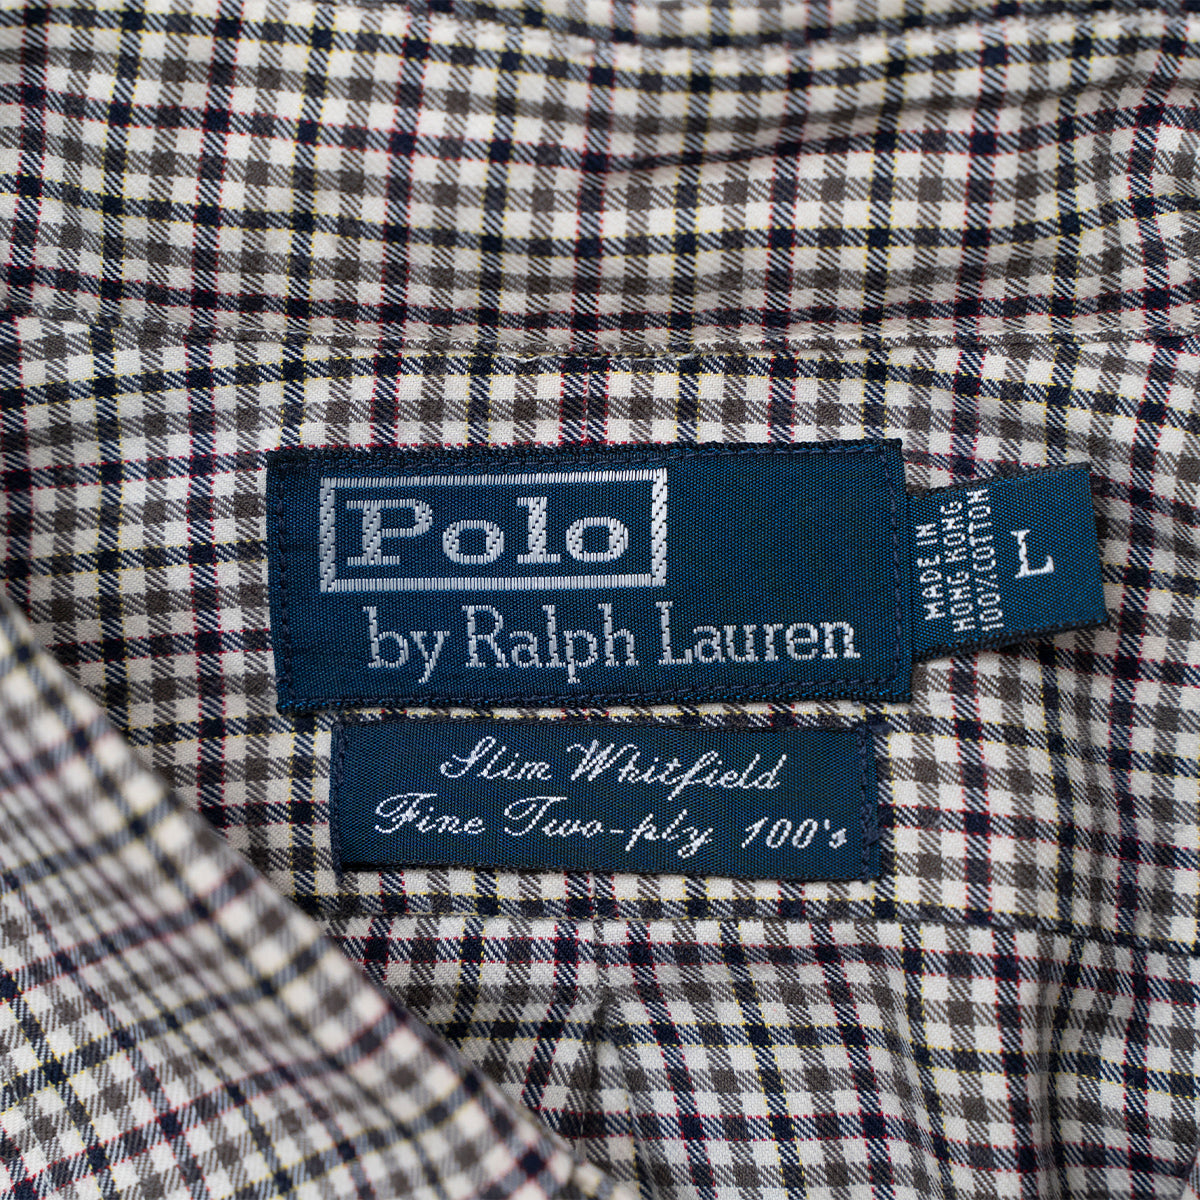 Polo
by Ralph Lauren
MADE IN
HONG KONG
100% COTTON
L
Slim Whitfield
Fine Two-ply 100's